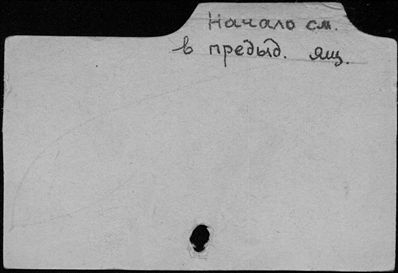 Начало см.
в предыд. ящ.